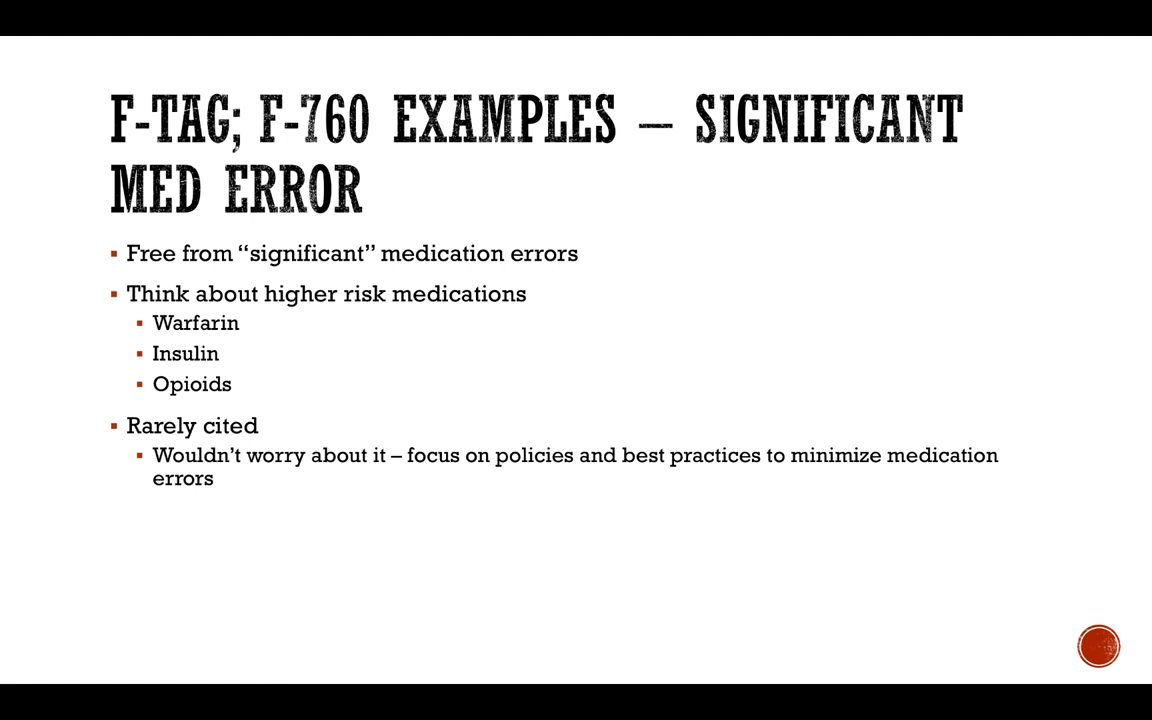 F-TAG; F-760 EXAMPLES – SIGNIFICANT
MED ERROR
▪ Free from “significant” medication errors
▪ Think about higher risk medications
▪ Warfarin
▪ Insulin
▪ Opioids
▪ Rarely cited
▪ Wouldn’t worry about it – focus on policies and best practices to minimize medication
errors